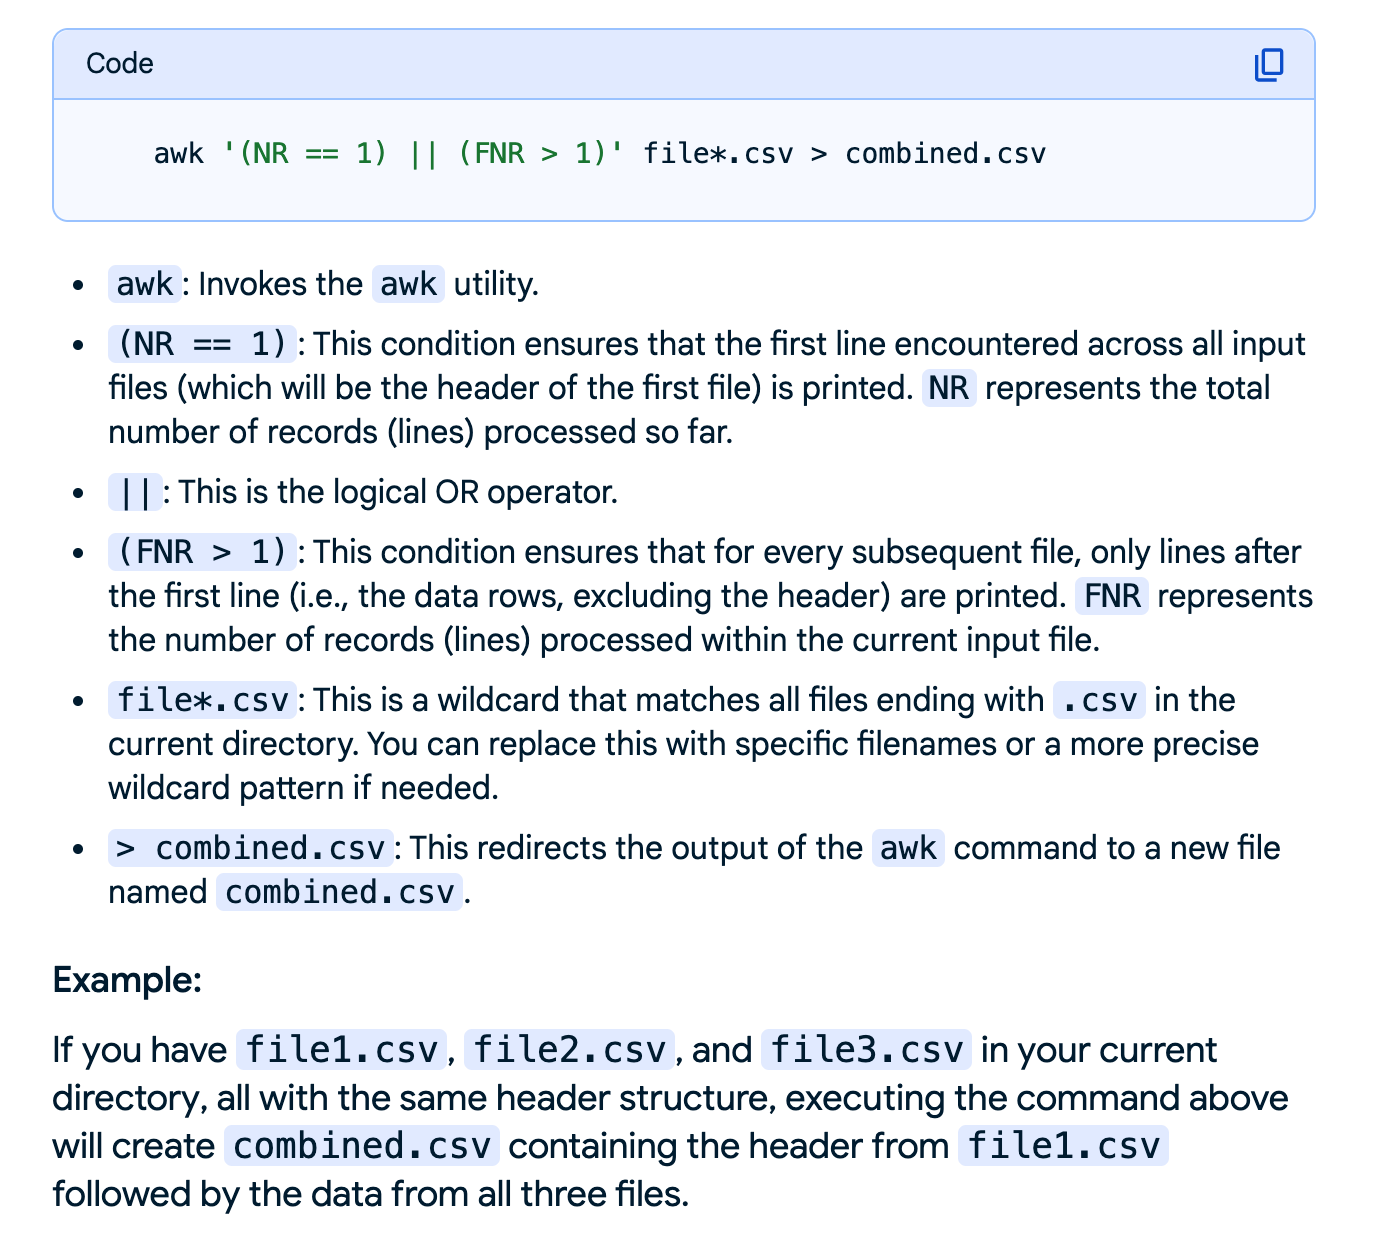 Code
awk '(NR == 1) || (FNR > 1)' file*.csv > combined.csv
• awk: Invokes the awk utility.
• (NR == 1): This condition ensures that the first line encountered across all input
files (which will be the header of the first file) is printed. NR represents the total
number of records (lines) processed so far.
• ||: This is the logical OR operator.
• (FNR > 1): This condition ensures that for every subsequent file, only lines after
the first line (i.e., the data rows, excluding the header) are printed. FNR represents
the number of records (lines) processed within the current input file.
• file*.csv: This is a wildcard that matches all files ending with .csv in the
current directory. You can replace this with specific filenames or a more precise
wildcard pattern if needed.
• > combined.csv: This redirects the output of the awk command to a new file
named combined.csv.
Example:
If you have file1.csv, file2.csv, and file3.csv in your current
directory, all with the same header structure, executing the command above
will create combined.csv containing the header from file1.csv
followed by the data from all three files.